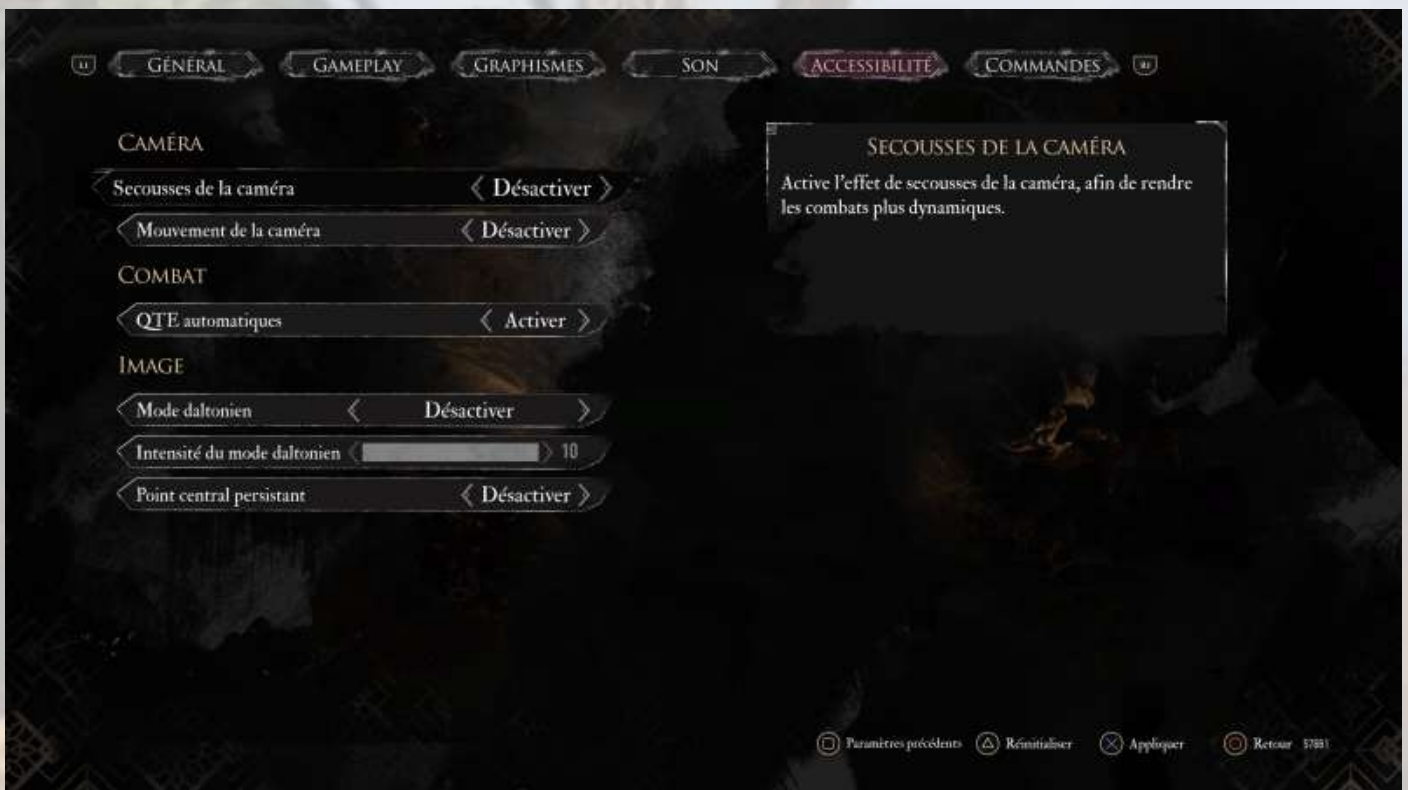 L1 GÉNÉRAL GAMEPLAY GRAPHISMES SON ACCESSIBILITÉ COMMANDES R1
CAMÉRA
Secousses de la caméra Désactiver
Mouvement de la caméra Désactiver
COMBAT
QTE automatiques Activer
IMAGE
Mode daltonien Désactiver
Intensité du mode daltonien 10
Point central persistant Désactiver
SECOUSSES DE LA CAMÉRA
Active l'effet de secousses de la caméra, afin de rendre
les combats plus dynamiques.
Paramètres précédents Réinitialiser Appliquer Retour 57881